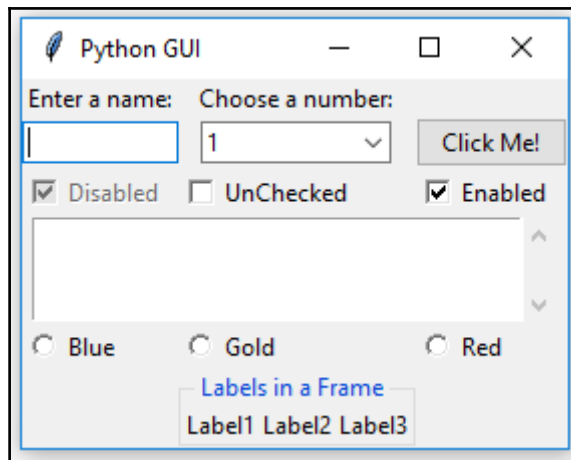 Python GUI
Enter a name: Choose a number:
1 Click Me!
Disabled UnChecked Enabled
Blue Gold Red
Labels in a Frame
Label1 Label2 Label3